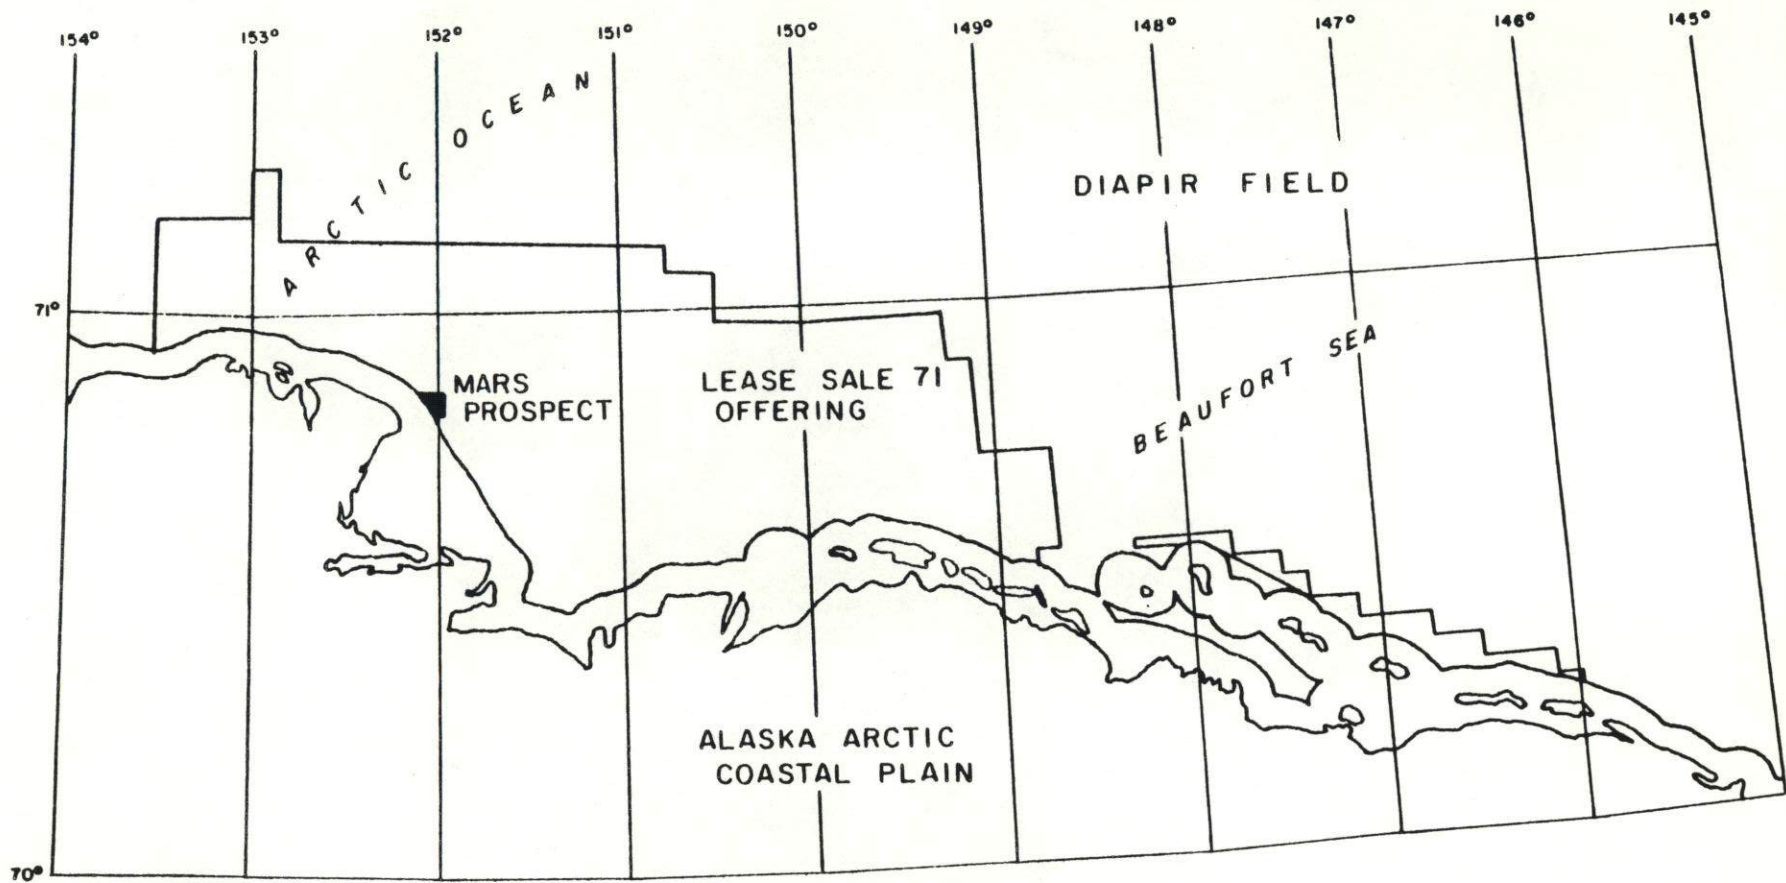 154° 153° 152° 151° 150° 149° 148° 147° 146° 145°
ARCTIC OCEAN
DIAPIR FIELD
71°
BEAUFORT SEA
MARS
PROSPECT
LEASE SALE 71
OFFERING
ALASKA ARCTIC
COASTAL PLAIN
70°